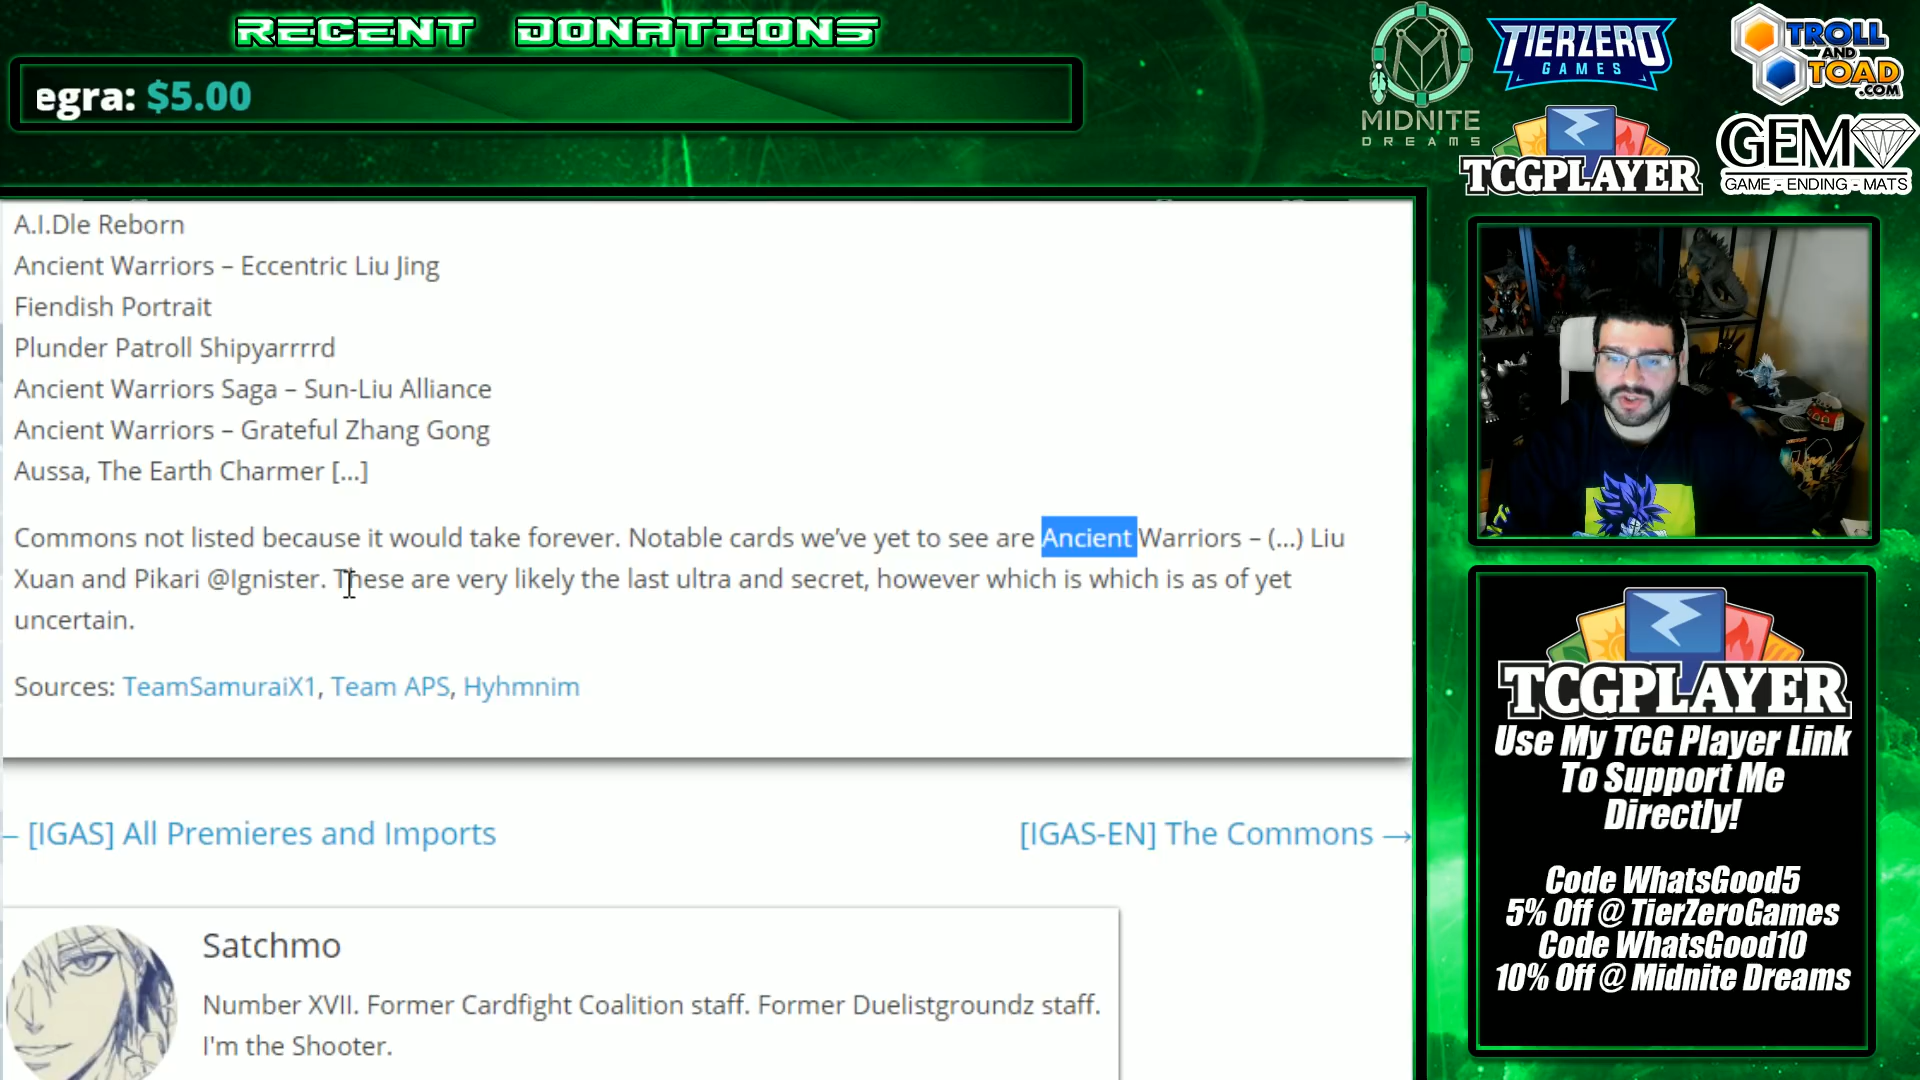 RECENT DONATIONS
egra: $5.00
MIDNITE
DREAMS
TIERZERO
GAMES
TROLL
AND
TOAD
.COM
TCGPLAYER
GEM
GAME - ENDING - MATS
A.I.Dle Reborn
Ancient Warriors – Eccentric Liu Jing
Fiendish Portrait
Plunder Patroll Shipyarrrrd
Ancient Warriors Saga – Sun-Liu Alliance
Ancient Warriors – Grateful Zhang Gong
Aussa, The Earth Charmer [...]
Commons not listed because it would take forever. Notable cards we've yet to see are Ancient Warriors – (...) Liu
Xuan and Pikari @Ignister. These are very likely the last ultra and secret, however which is which is as of yet
uncertain.
Sources: TeamSamuraiX1, Team APS, Hyhmnim
– [IGAS] All Premieres and Imports
[IGAS-EN] The Commons →
Satchmo
Number XVII. Former Cardfight Coalition staff. Former Duelistgroundz staff.
I'm the Shooter.
TCGPLAYER
Use My TCG Player Link
To Support Me
Directly!
Code WhatsGood5
5% Off @ TierZeroGames
Code WhatsGood10
10% Off @ Midnite Dreams